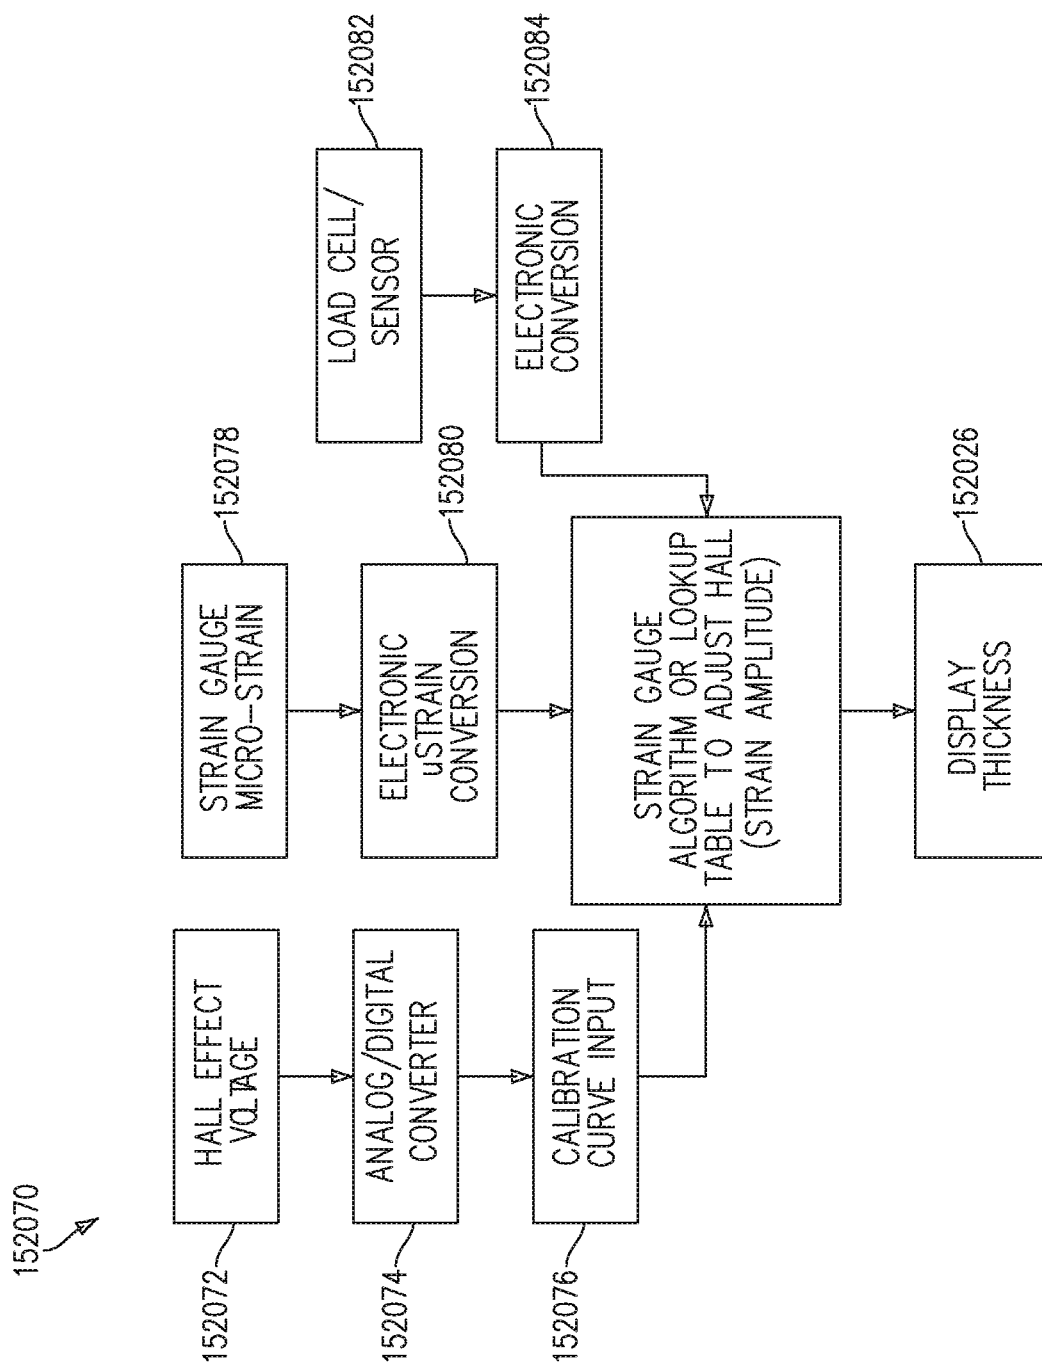 152070
152072
HALL EFFECT
VOLTAGE
152074
ANALOG/DIGITAL
CONVERTER
152076
CALIBRATION
CURVE INPUT
152078
STRAIN GAUGE
MICRO-STRAIN
152080
ELECTRONIC
uSTRAIN
CONVERSION
152082
LOAD CELL/
SENSOR
152084
ELECTRONIC
CONVERSION
STRAIN GAUGE
ALGORITHM OR LOOKUP
TABLE TO ADJUST HALL
(STRAIN AMPLITUDE)
152026
DISPLAY
THICKNESS